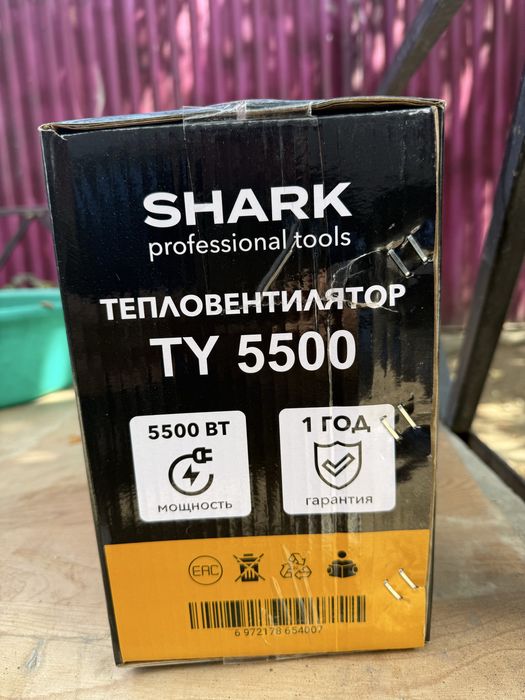 SHARK
professional tools
ТЕПЛОВЕНТИЛЯТОР
TY 5500
5500 ВТ
мощность
1 ГОД
гарантия
EAC
6 972178 654007